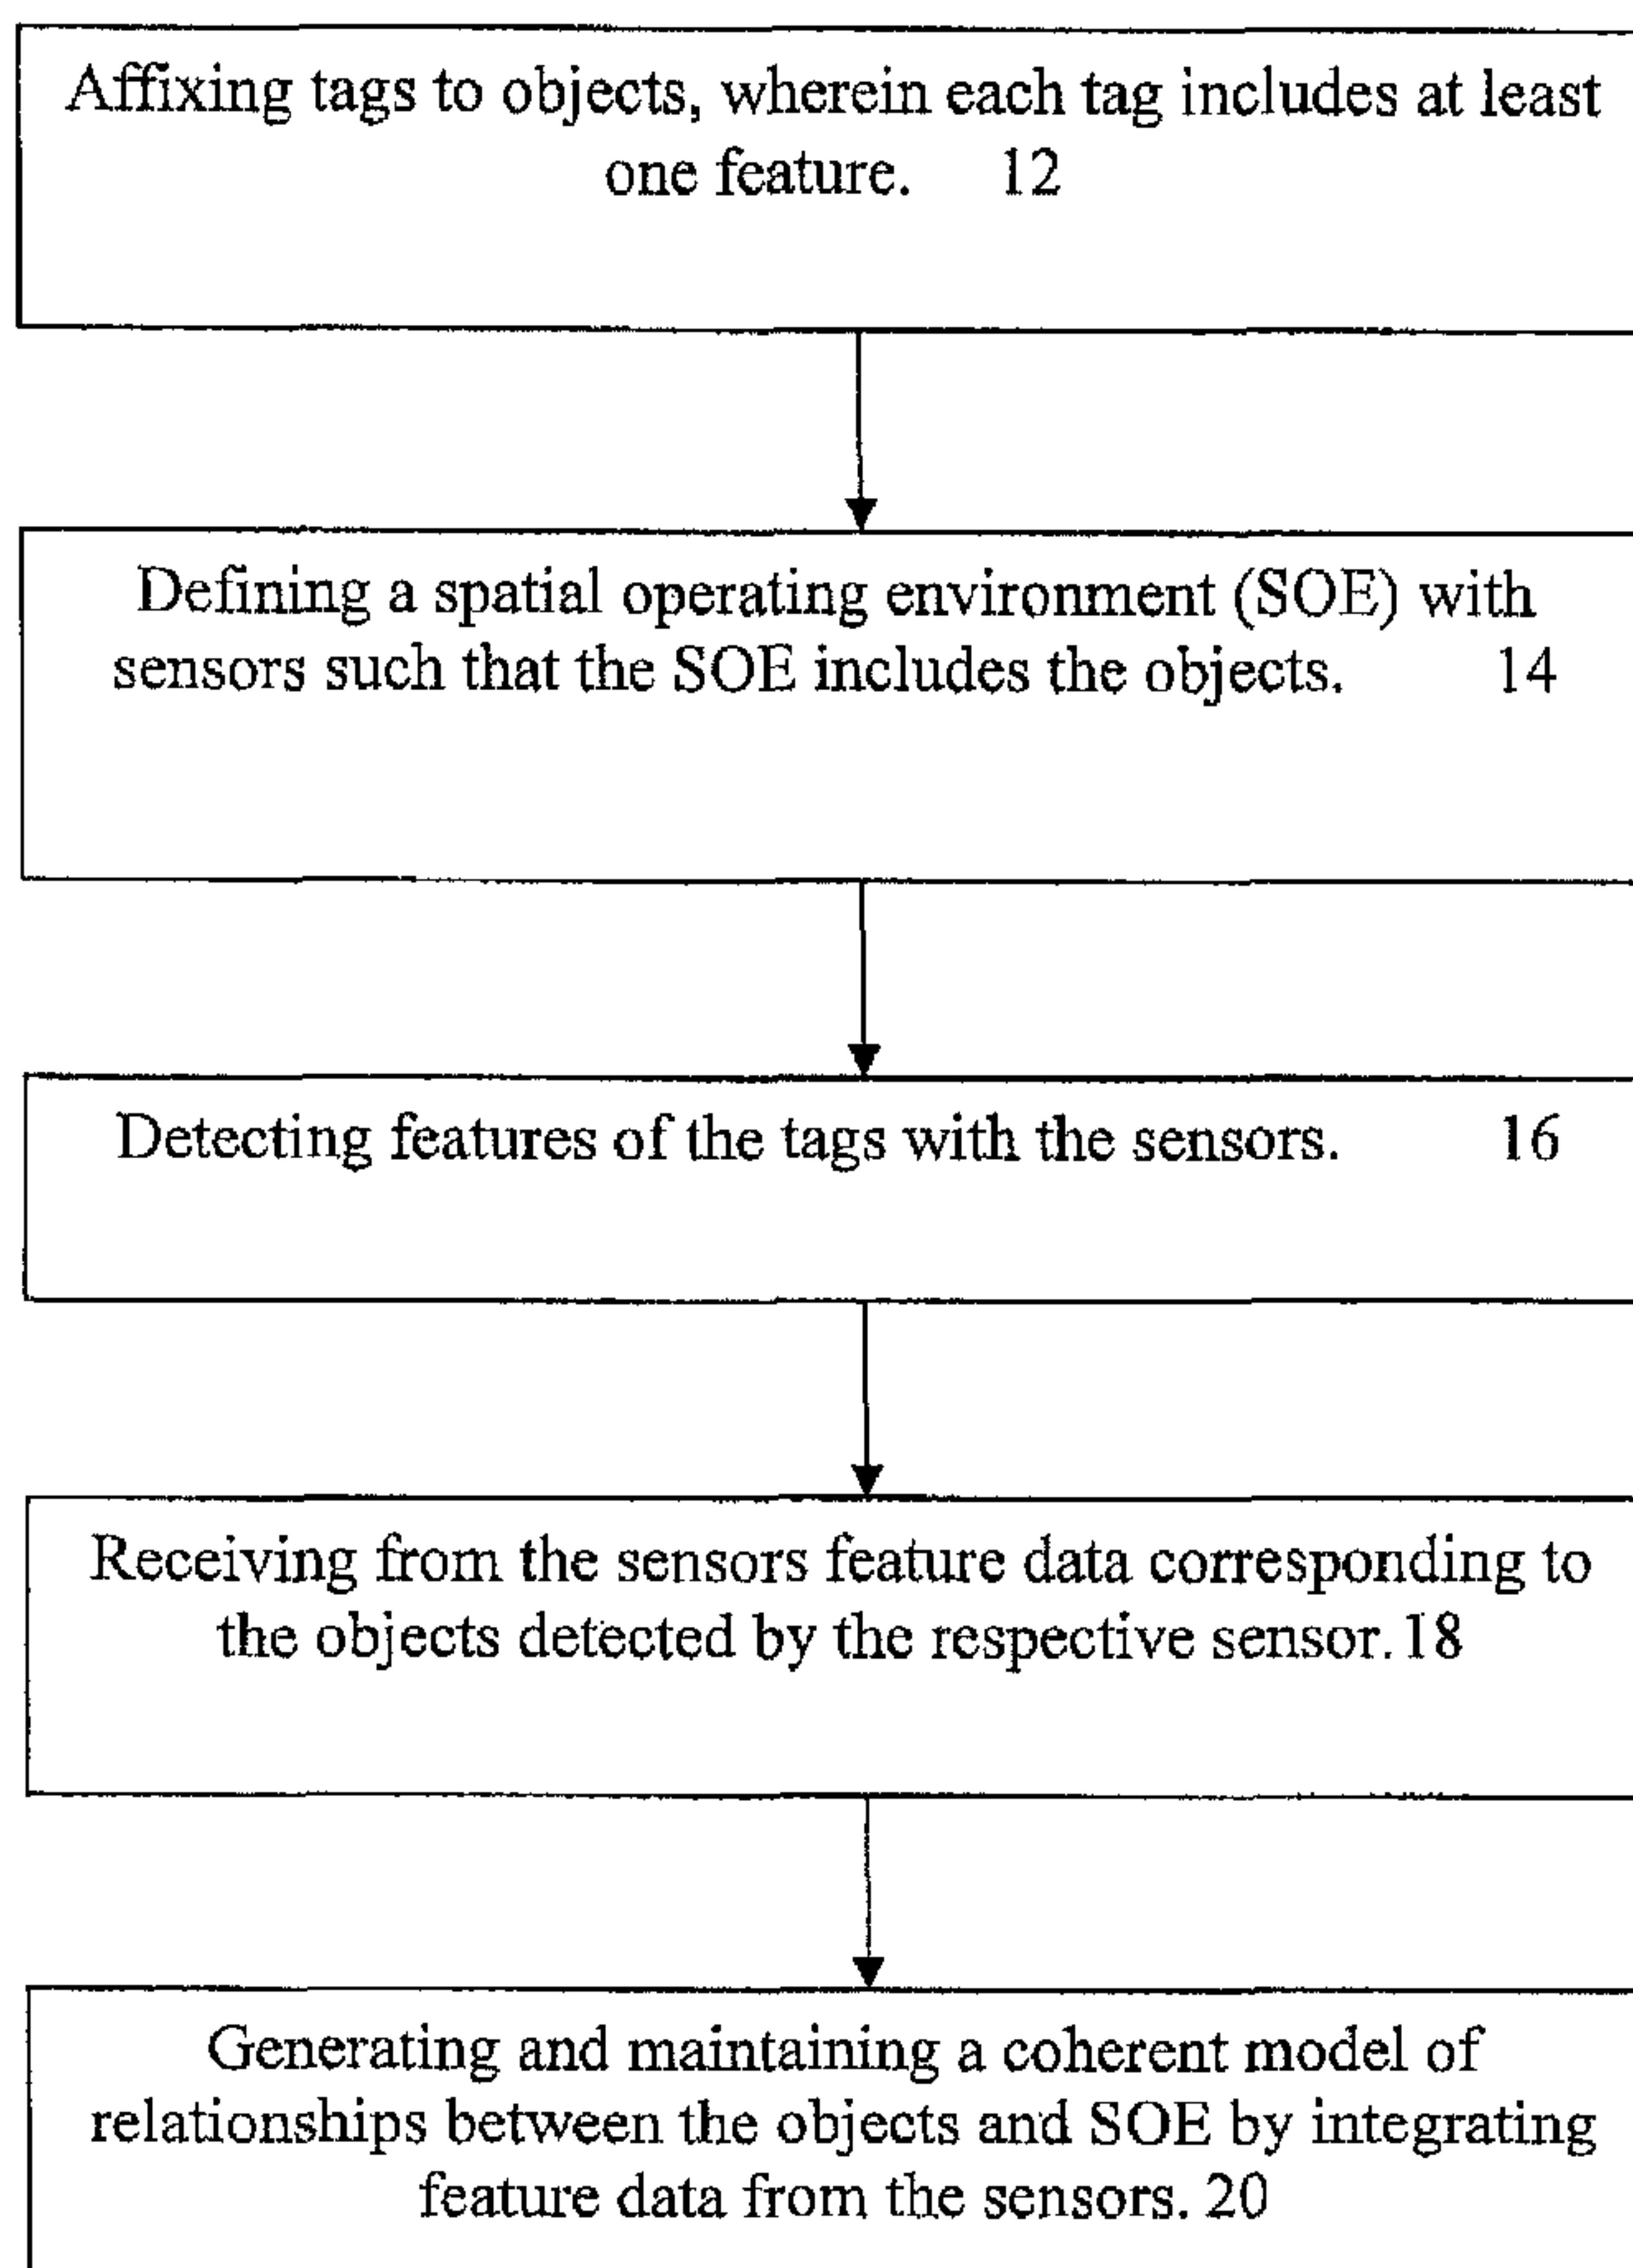 Affixing tags to objects, wherein each tag includes at least
one feature. 12
Defining a spatial operating environment (SOE) with
sensors such that the SOE includes the objects. 14
Detecting features of the tags with the sensors. 16
Receiving from the sensors feature data corresponding to
the objects detected by the respective sensor. 18
Generating and maintaining a coherent model of
relationships between the objects and SOE by integrating
feature data from the sensors. 20